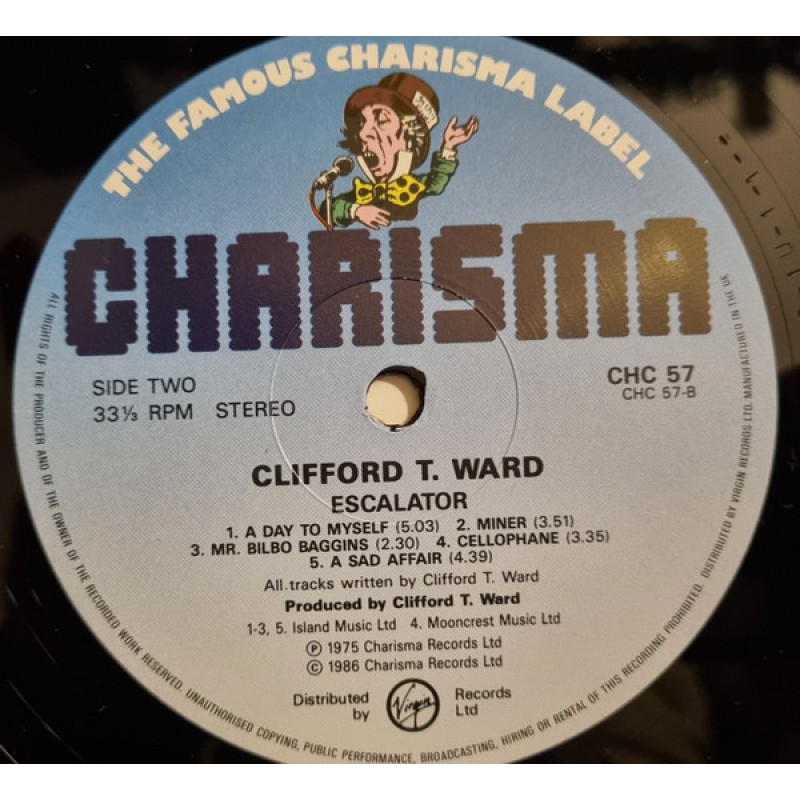 THE FAMOUS CHARISMA LABEL
CHARISMA
SIDE TWO
33⅓ RPM STEREO
CHC 57
CHC 57-B
CLIFFORD T. WARD
ESCALATOR
1. A DAY TO MYSELF (5.03) 2. MINER (3.51)
3. MR. BILBO BAGGINS (2.30) 4. CELLOPHANE (3.35)
5. A SAD AFFAIR (4.39)
All tracks written by Clifford T. Ward
Produced by Clifford T. Ward
1-3, 5. Island Music Ltd 4. Mooncrest Music Ltd
Ⓟ 1975 Charisma Records Ltd
© 1986 Charisma Records Ltd
Distributed by Virgin Records Ltd
ALL RIGHTS OF THE PRODUCER AND OF THE OWNER OF THE RECORDED WORK RESERVED. UNAUTHORISED COPYING, PUBLIC PERFORMANCE, BROADCASTING, HIRING OR RENTAL OF THIS RECORDING PROHIBITED. DISTRIBUTED BY VIRGIN RECORDS LTD. MANUFACTURED IN THE UK